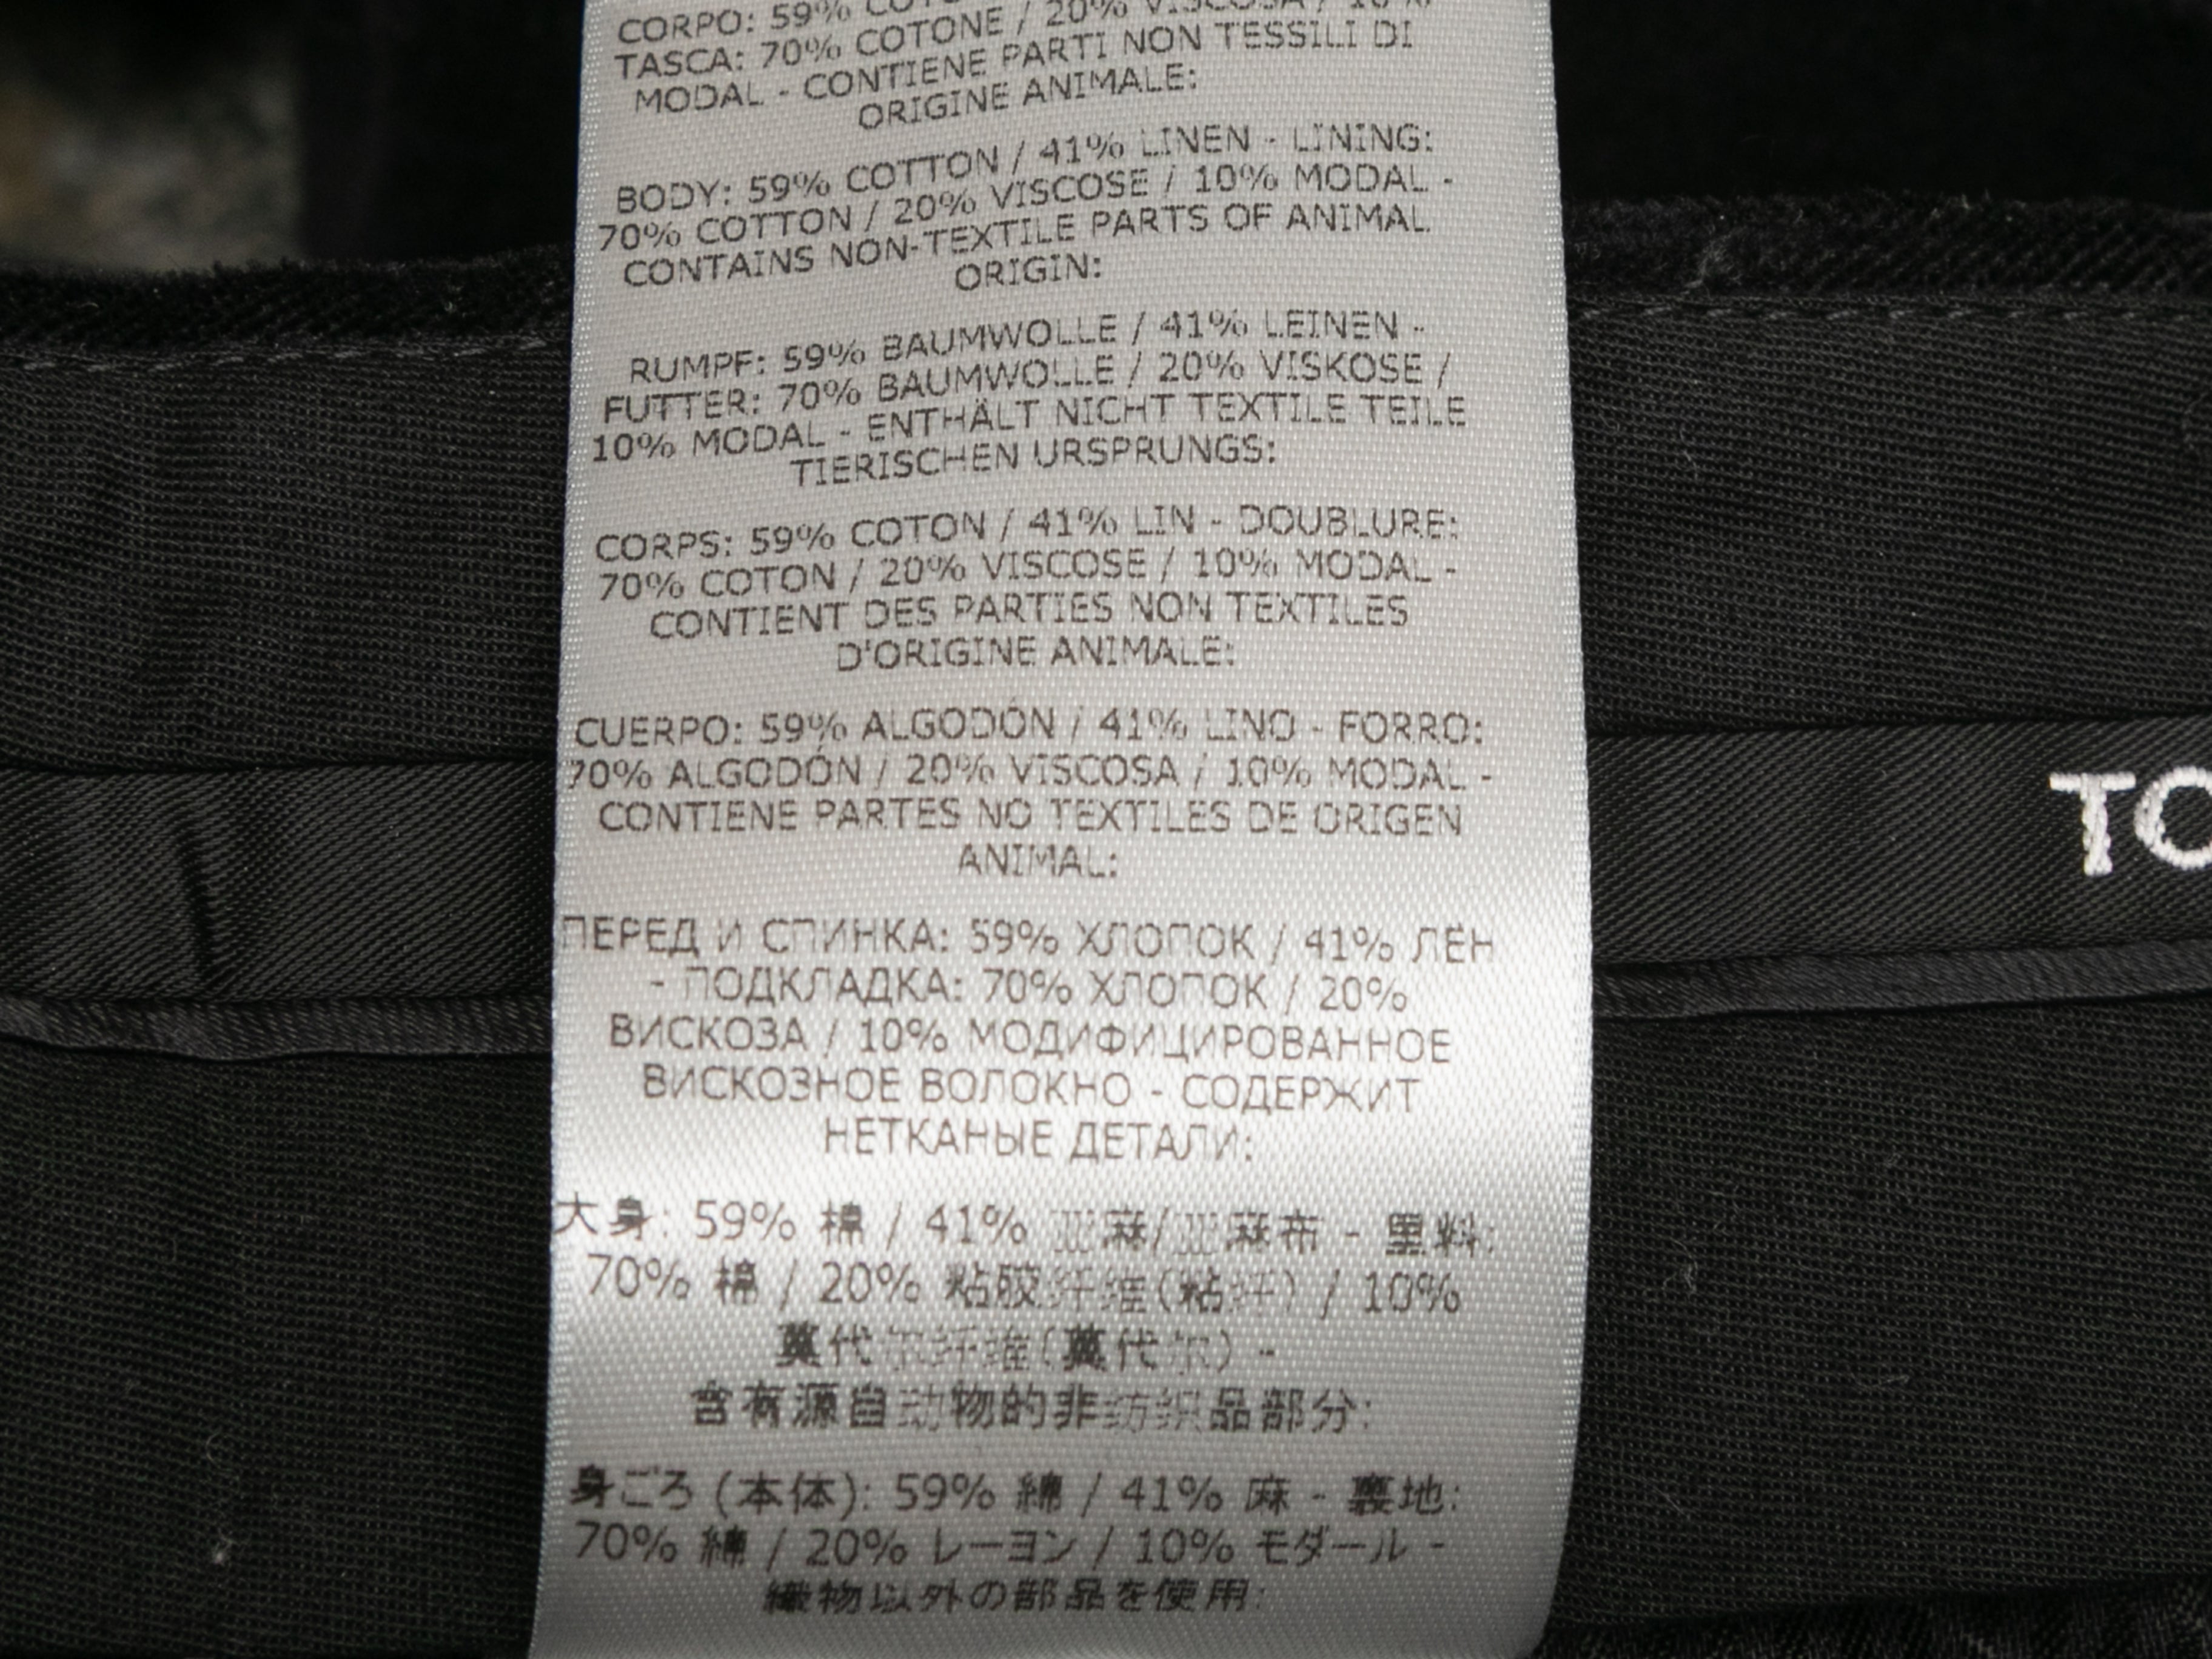 CORPO: 59%
TASCA: 70% COTONE / 20% VISCOSA / 10%
MODAL - CONTIENE PARTI NON TESSILI DI
ORIGINE ANIMALE:
BODY: 59% COTTON / 41% LINEN - LINING:
70% COTTON / 20% VISCOSE / 10% MODAL -
CONTAINS NON-TEXTILE PARTS OF ANIMAL
ORIGIN:
RUMPF: 59% BAUMWOLLE / 41% LEINEN -
FUTTER: 70% BAUMWOLLE / 20% VISKOSE /
10% MODAL - ENTHÄLT NICHT TEXTILE TEILE
TIERISCHEN URSPRUNGS:
CORPS: 59% COTON / 41% LIN - DOUBLURE:
70% COTON / 20% VISCOSE / 10% MODAL -
CONTIENT DES PARTIES NON TEXTILES
D'ORIGINE ANIMALE:
CUERPO: 59% ALGODÓN / 41% LINO - FORRO:
70% ALGODÓN / 20% VISCOSA / 10% MODAL -
CONTIENE PARTES NO TEXTILES DE ORIGEN
ANIMAL:
ПЕРЕД И СПИНКА: 59% ХЛОПОК / 41% ЛЕН
- ПОДКЛАДКА: 70% ХЛОПОК / 20%
ВИСКОЗА / 10% МОДИФИЦИРОВАННОЕ
ВИСКОЗНОЕ ВОЛОКНО - СОДЕРЖИТ
НЕТКАНЫЕ ДЕТАЛИ:
大身: 59% 棉 / 41% 亚麻/亚麻布 - 里料:
70% 棉 / 20% 粘胶纤维(粘纤) / 10%
莫代尔纤维(莫代尔) -
含有源自动物的非纺织品部分:
身ごろ (本体): 59% 綿 / 41% 麻 - 裏地:
70% 綿 / 20% レーヨン / 10% モダール -
織物以外の部品を使用:
TO